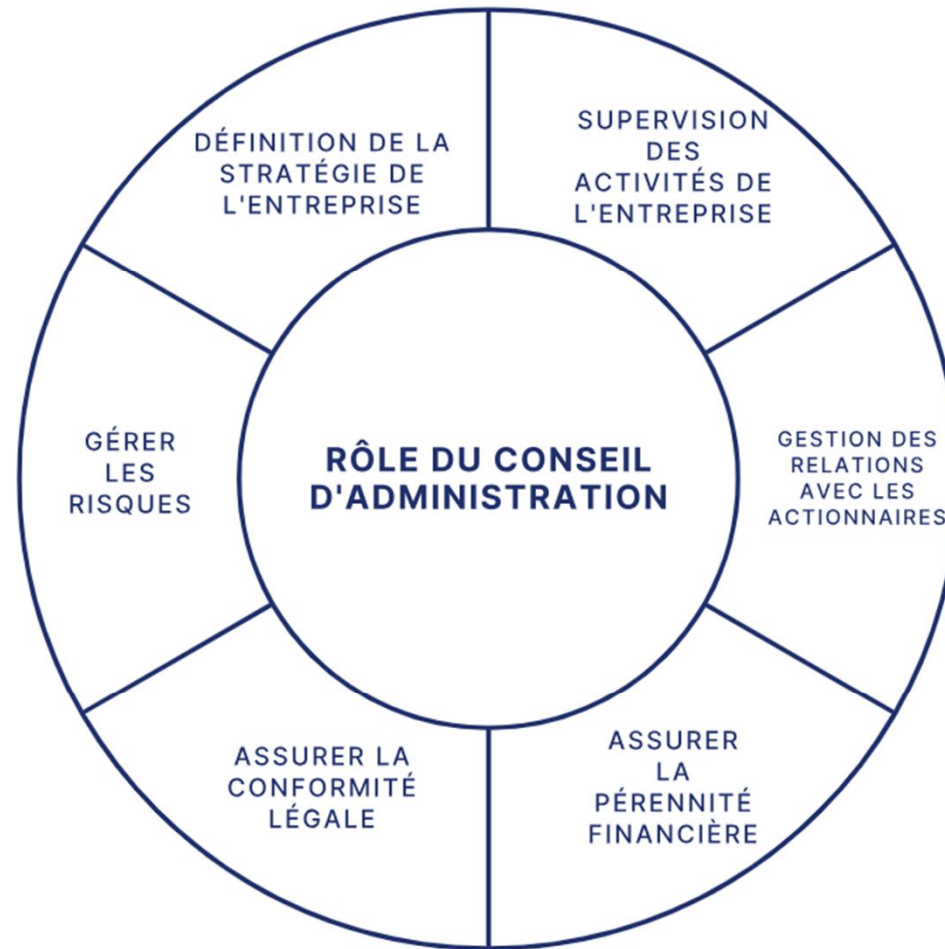 DÉFINITION DE LA
STRATÉGIE DE
L'ENTREPRISE
SUPERVISION
DES
ACTIVITÉS DE
L'ENTREPRISE
GÉRER
LES
RISQUES
RÔLE DU CONSEIL
D'ADMINISTRATION
GESTION DES
RELATIONS
AVEC LES
ACTIONNAIRES
ASSURER LA
CONFORMITÉ
LÉGALE
ASSURER
LA
PÉRENNITÉ
FINANCIÈRE